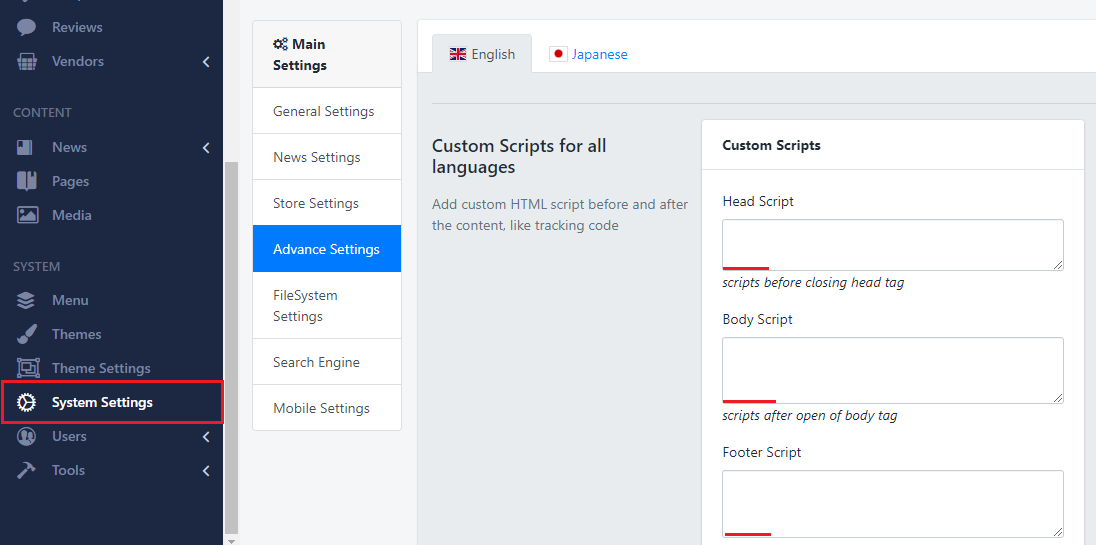 Reviews
Vendors
CONTENT
News
Pages
Media
SYSTEM
Menu
Themes
Theme Settings
System Settings
Users
Tools
Main
Settings
General Settings
News Settings
Store Settings
Advance Settings
FileSystem
Settings
Search Engine
Mobile Settings
English
Japanese
Custom Scripts for all
languages
Add custom HTML script before and after
the content, like tracking code
Custom Scripts
Head Script
scripts before closing head tag
Body Script
scripts after open of body tag
Footer Script